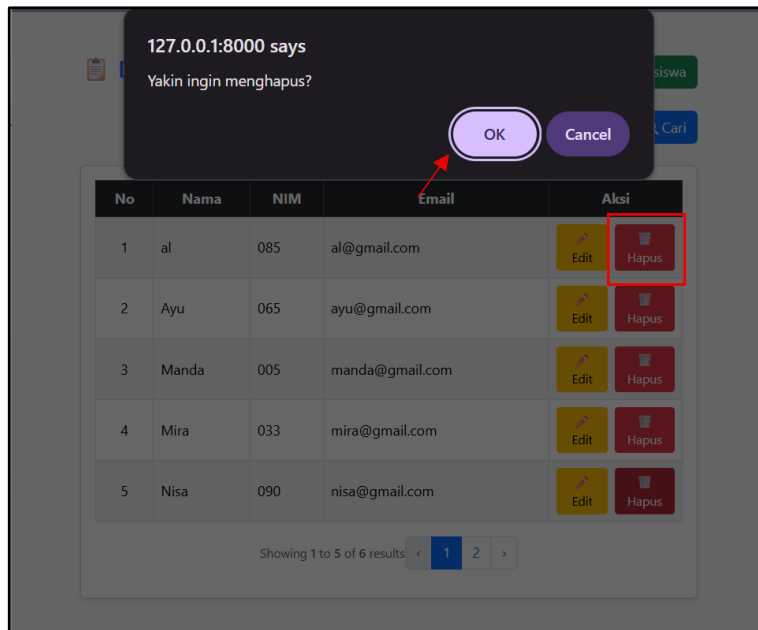 127.0.0.1:8000 says
Yakin ingin menghapus?
siswa
OK Cancel
Cari
No Nama NIM Email Aksi
1 al 085 al@gmail.com Edit Hapus
2 Ayu 065 ayu@gmail.com Edit Hapus
3 Manda 005 manda@gmail.com Edit Hapus
4 Mira 033 mira@gmail.com Edit Hapus
5 Nisa 090 nisa@gmail.com Edit Hapus
Showing 1 to 5 of 6 results ‹ 1 2 ›